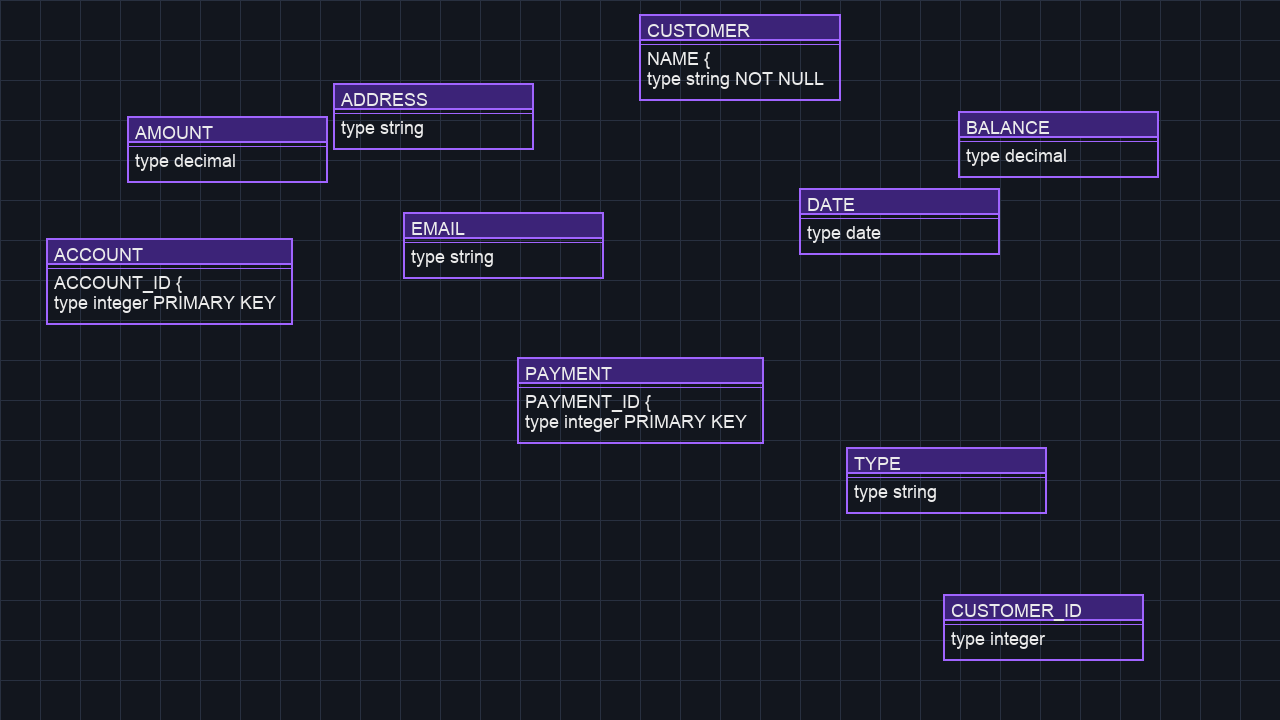 CUSTOMER
NAME {
type string NOT NULL
ADDRESS
type string
AMOUNT
type decimal
BALANCE
type decimal
DATE
type date
EMAIL
type string
ACCOUNT
ACCOUNT_ID {
type integer PRIMARY KEY
PAYMENT
PAYMENT_ID {
type integer PRIMARY KEY
TYPE
type string
CUSTOMER_ID
type integer